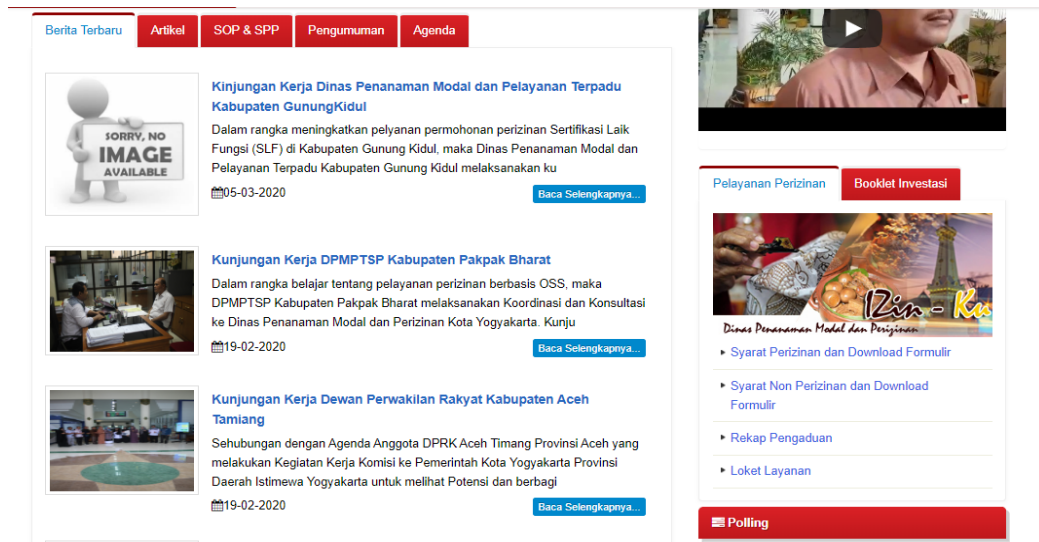 Berita Terbaru
Artikel
SOP & SPP
Pengumuman
Agenda
SORRY, NO
IMAGE
AVAILABLE
Kinjungan Kerja Dinas Penanaman Modal dan Pelayanan Terpadu
Kabupaten GunungKidul
Dalam rangka meningkatkan pelyanan permohonan perizinan Sertifikasi Laik
Fungsi (SLF) di Kabupaten Gunung Kidul, maka Dinas Penanaman Modal dan
Pelayanan Terpadu Kabupaten Gunung Kidul melaksanakan ku
05-03-2020
Baca Selengkapnya...
Kunjungan Kerja DPMPTSP Kabupaten Pakpak Bharat
Dalam rangka belajar tentang pelayanan perizinan berbasis OSS, maka
DPMPTSP Kabupaten Pakpak Bharat melaksanakan Koordinasi dan Konsultasi
ke Dinas Penanaman Modal dan Perizinan Kota Yogyakarta. Kunju
19-02-2020
Baca Selengkapnya...
Kunjungan Kerja Dewan Perwakilan Rakyat Kabupaten Aceh
Tamiang
Sehubungan dengan Agenda Anggota DPRK Aceh Timang Provinsi Aceh yang
melakukan Kegiatan Kerja Komisi ke Pemerintah Kota Yogyakarta Provinsi
Daerah Istimewa Yogyakarta untuk melihat Potensi dan berbagi
19-02-2020
Baca Selengkapnya...
Pelayanan Perizinan
Booklet Investasi
IZin - Ku
Dinas Penanaman Modal dan Perizinan
Syarat Perizinan dan Download Formulir
Syarat Non Perizinan dan Download
Formulir
Rekap Pengaduan
Loket Layanan
Polling